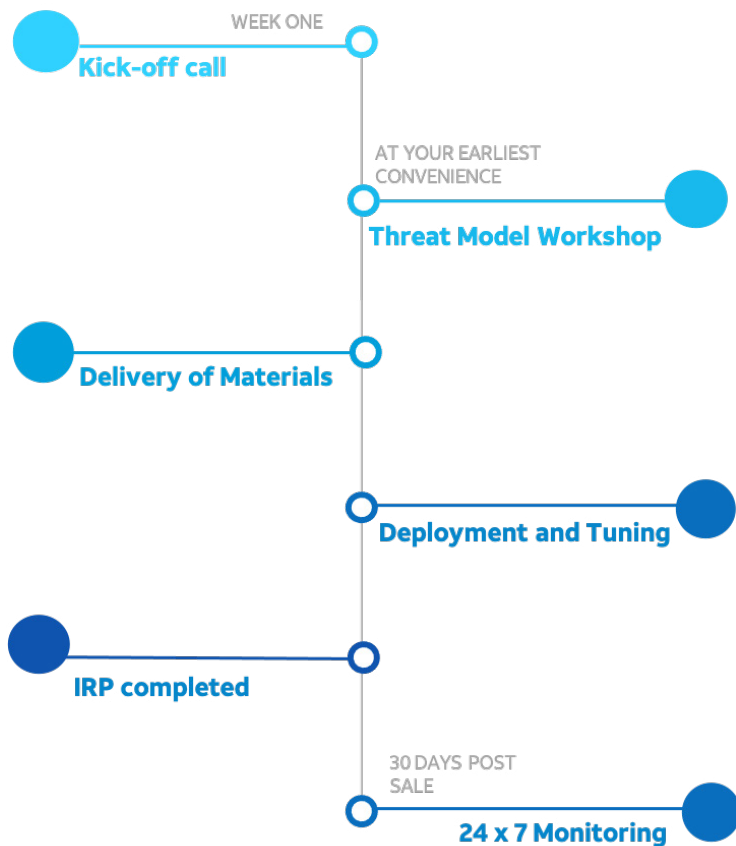 WEEK ONE
Kick-off call
AT YOUR EARLIEST
CONVENIENCE
Threat Model Workshop
Delivery of Materials
Deployment and Tuning
IRP completed
30 DAYS POST
SALE
24 x 7 Monitoring